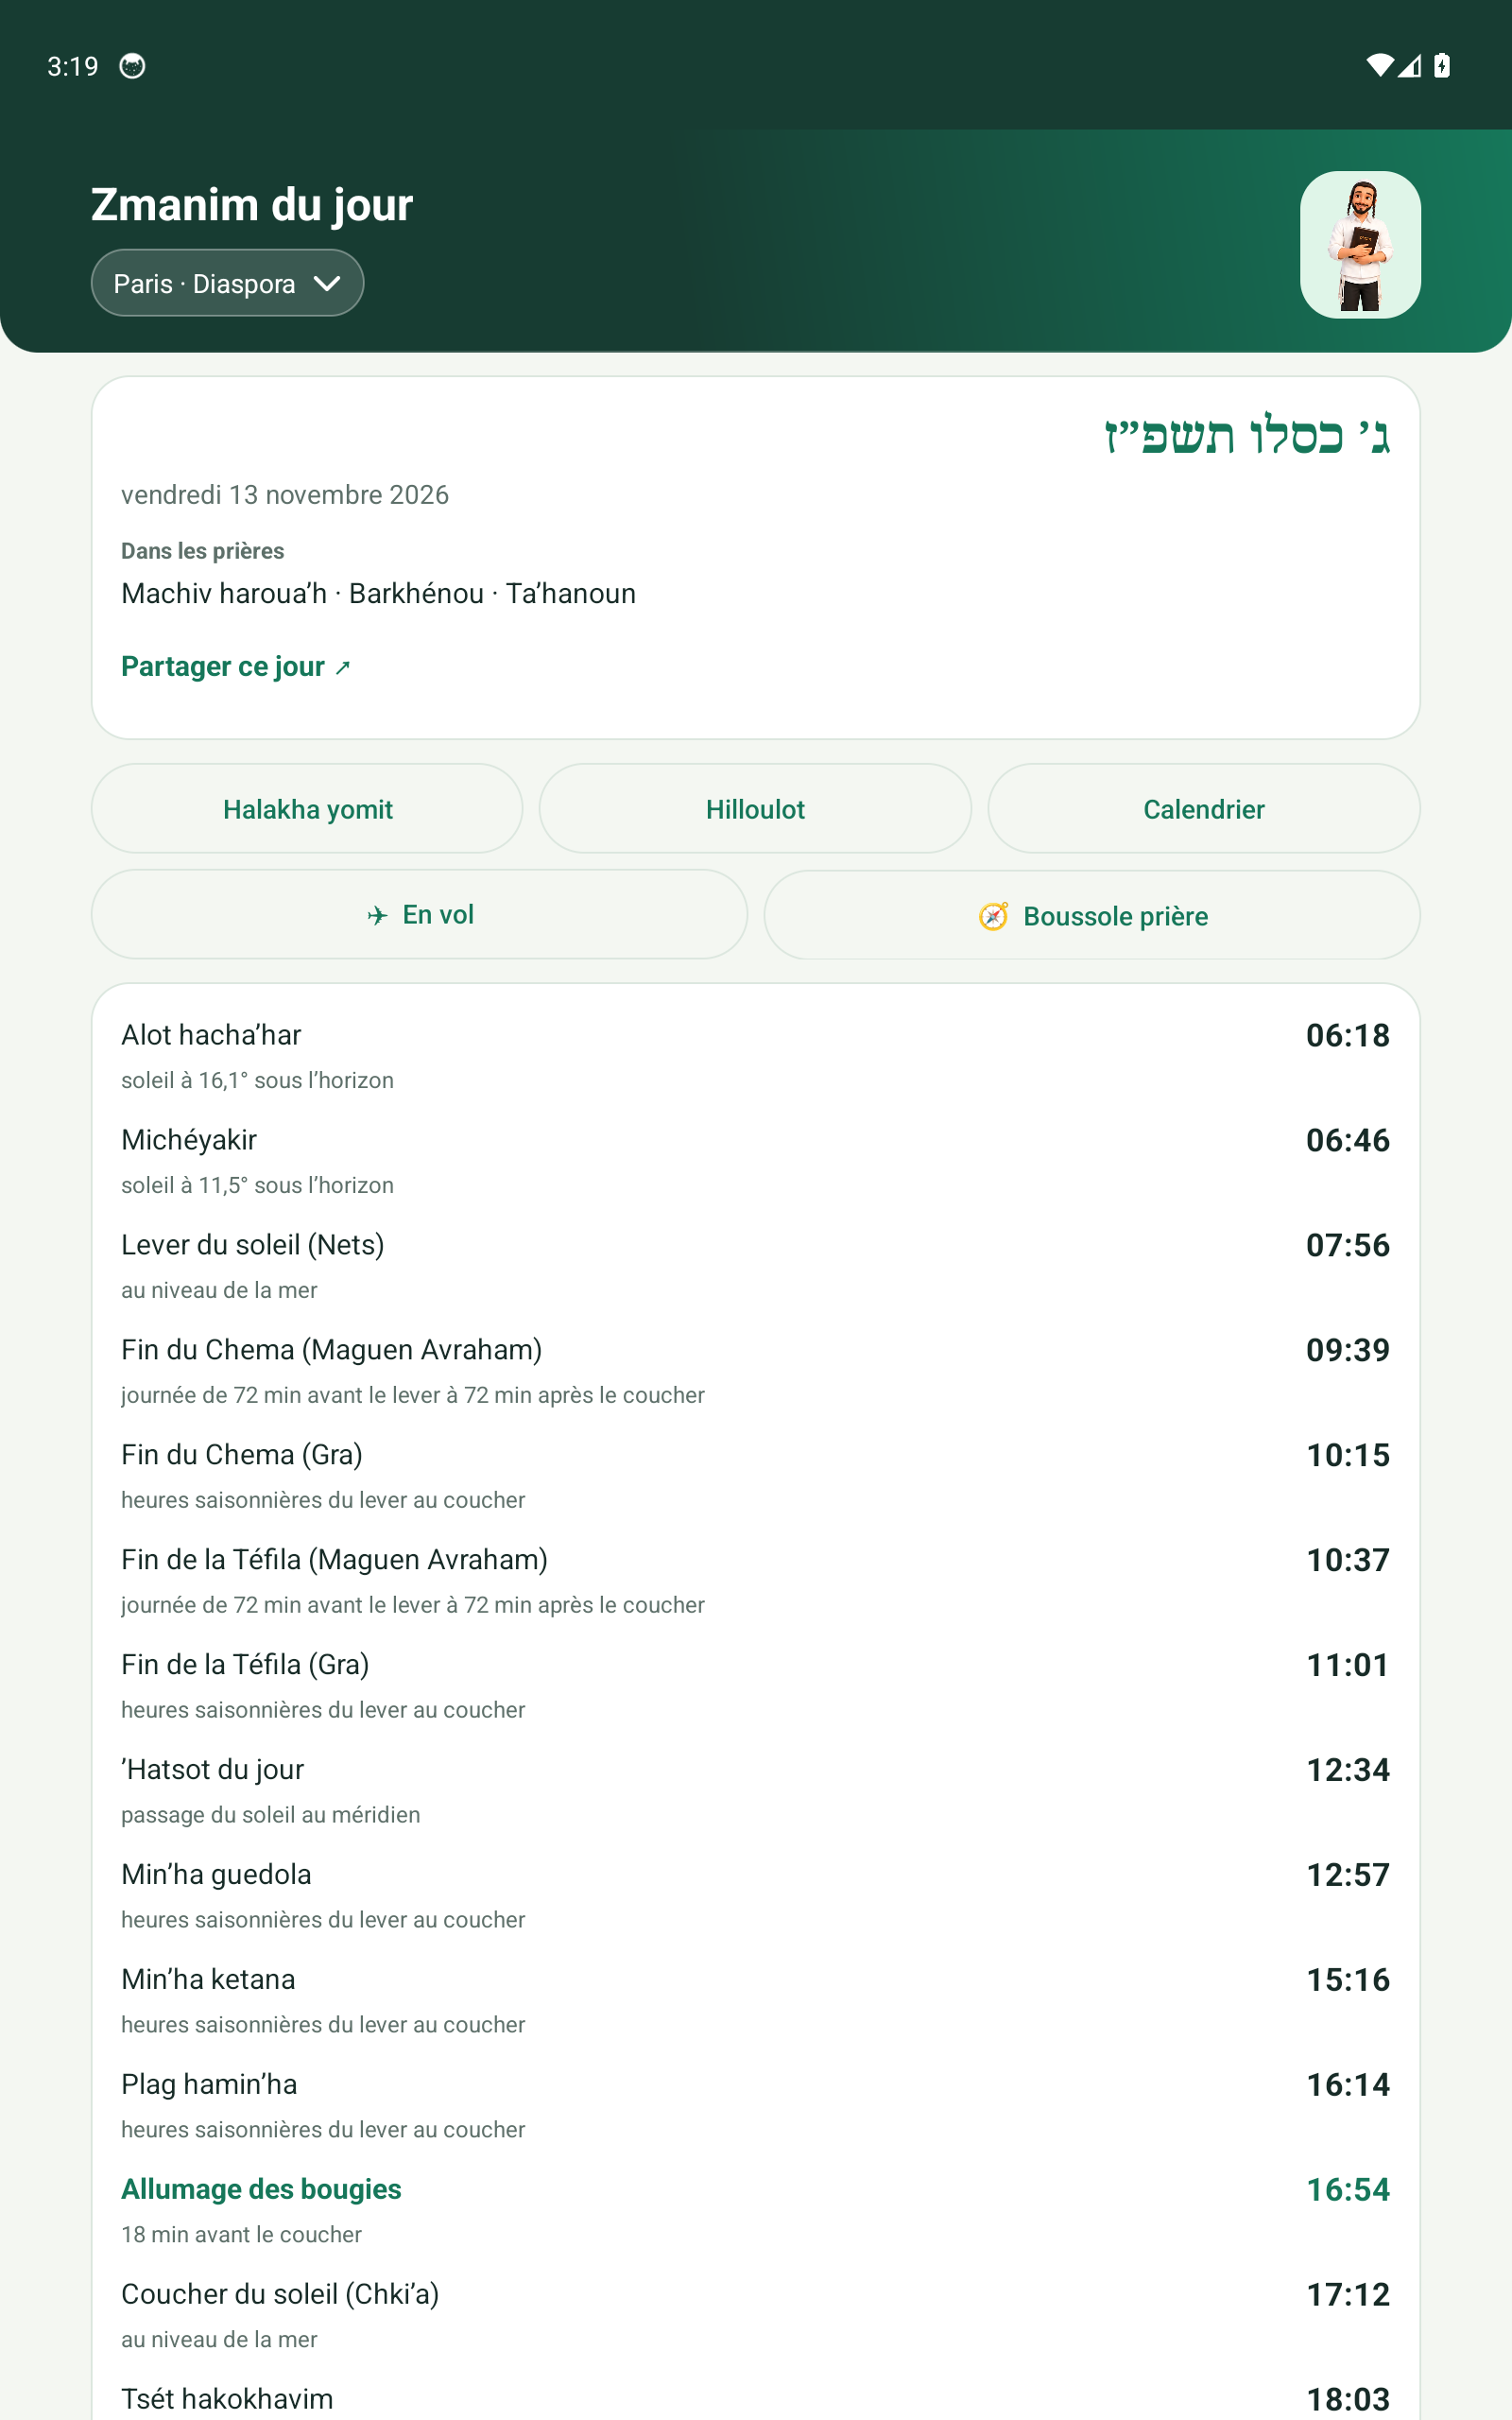 3:19
Zmanim du jour
Paris · Diaspora
ג׳ כסלו תשפ״ז
vendredi 13 novembre 2026
Dans les prières
Machiv haroua’h · Barkhénou · Ta’hanoun
Partager ce jour ↗
Halakha yomit
Hilloulot
Calendrier
✈ En vol
🧭 Boussole prière
Alot hacha’har 06:18
soleil à 16,1° sous l’horizon
Michéyakir 06:46
soleil à 11,5° sous l’horizon
Lever du soleil (Nets) 07:56
au niveau de la mer
Fin du Chema (Maguen Avraham) 09:39
journée de 72 min avant le lever à 72 min après le coucher
Fin du Chema (Gra) 10:15
heures saisonnières du lever au coucher
Fin de la Téfila (Maguen Avraham) 10:37
journée de 72 min avant le lever à 72 min après le coucher
Fin de la Téfila (Gra) 11:01
heures saisonnières du lever au coucher
’Hatsot du jour 12:34
passage du soleil au méridien
Min’ha guedola 12:57
heures saisonnières du lever au coucher
Min’ha ketana 15:16
heures saisonnières du lever au coucher
Plag hamin’ha 16:14
heures saisonnières du lever au coucher
Allumage des bougies 16:54
18 min avant le coucher
Coucher du soleil (Chki’a) 17:12
au niveau de la mer
Tsét hakokhavim 18:03